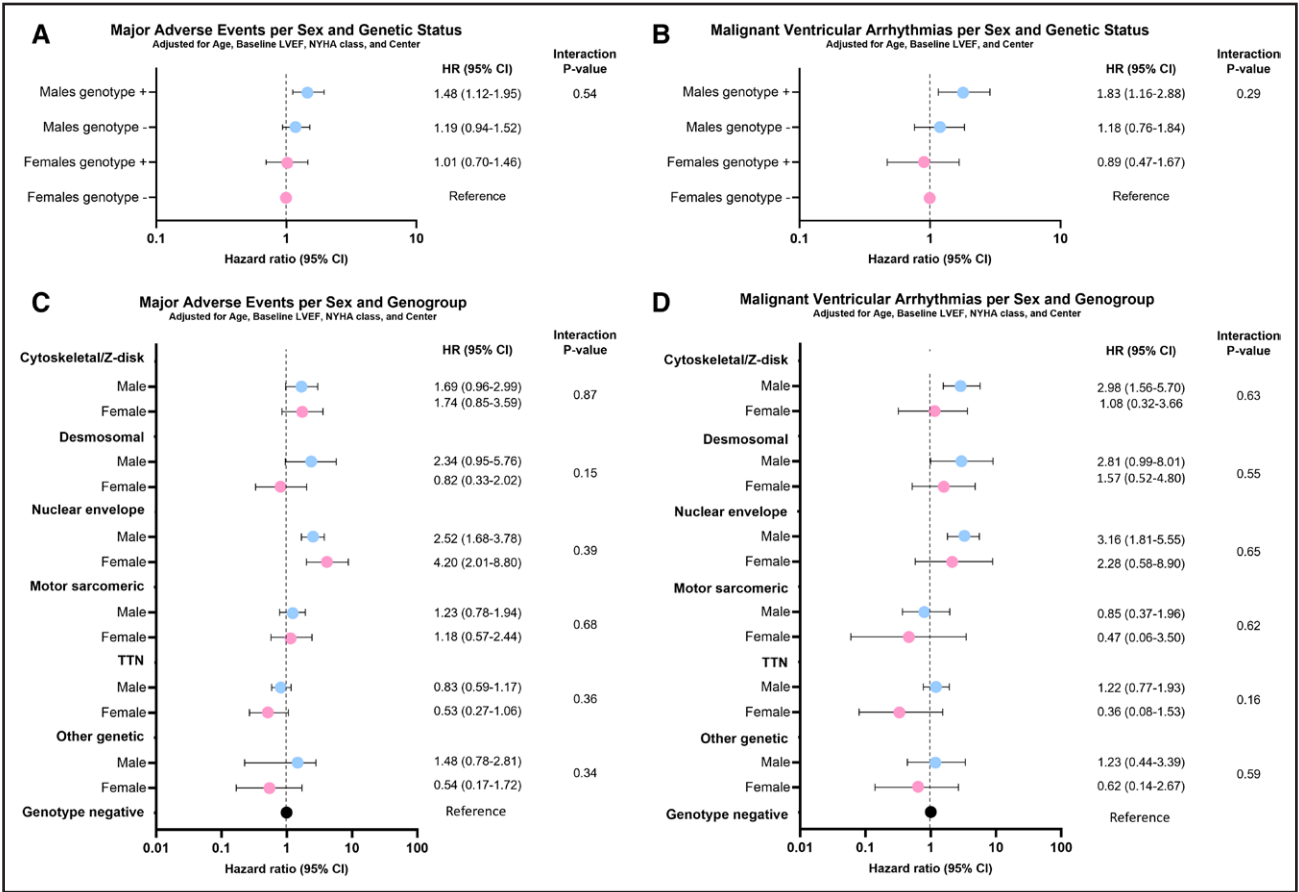 A
Major Adverse Events per Sex and Genetic Status
Adjusted for Age, Baseline LVEF, NYHA class, and Center
HR (95% CI)
Interaction
P-value
Males genotype +
1.48 (1.12-1.95)
0.54
Males genotype -
1.19 (0.94-1.52)
Females genotype +
1.01 (0.70-1.46)
Females genotype -
Reference
0.1
1
10
Hazard ratio (95% CI)
B
Malignant Ventricular Arrhythmias per Sex and Genetic Status
Adjusted for Age, Baseline LVEF, and Center
HR (95% CI)
Interaction
P-value
Males genotype +
1.83 (1.16-2.88)
0.29
Males genotype -
1.18 (0.76-1.84)
Females genotype +
0.89 (0.47-1.67)
Females genotype -
Reference
0.1
1
10
Hazard ratio (95% CI)
C
Major Adverse Events per Sex and Genogroup
Adjusted for Age, Baseline LVEF, NYHA class, and Center
HR (95% CI)
Interaction
P-value
Cytoskeletal/Z-disk
Male
1.69 (0.96-2.99)
0.87
Female
1.74 (0.85-3.59)
Desmosomal
Male
2.34 (0.95-5.76)
0.15
Female
0.82 (0.33-2.02)
Nuclear envelope
Male
2.52 (1.68-3.78)
0.39
Female
4.20 (2.01-8.80)
Motor sarcomeric
Male
1.23 (0.78-1.94)
0.68
Female
1.18 (0.57-2.44)
TTN
Male
0.83 (0.59-1.17)
0.36
Female
0.53 (0.27-1.06)
Other genetic
Male
1.48 (0.78-2.81)
0.34
Female
0.54 (0.17-1.72)
Genotype negative
Reference
0.01
0.1
1
10
100
Hazard ratio (95% CI)
D
Malignant Ventricular Arrhythmias per Sex and Genogroup
Adjusted for Age, Baseline LVEF, NYHA class, and Center
HR (95% CI)
Interaction
P-value
Cytoskeletal/Z-disk
Male
2.98 (1.56-5.70)
0.63
Female
1.08 (0.32-3.66
Desmosomal
Male
2.81 (0.99-8.01)
0.55
Female
1.57 (0.52-4.80)
Nuclear envelope
Male
3.16 (1.81-5.55)
0.65
Female
2.28 (0.58-8.90)
Motor sarcomeric
Male
0.85 (0.37-1.96)
0.62
Female
0.47 (0.06-3.50)
TTN
Male
1.22 (0.77-1.93)
0.16
Female
0.36 (0.08-1.53)
Other genetic
Male
1.23 (0.44-3.39)
0.59
Female
0.62 (0.14-2.67)
Genotype negative
Reference
0.01
0.1
1
10
100
Hazard ratio (95% CI)